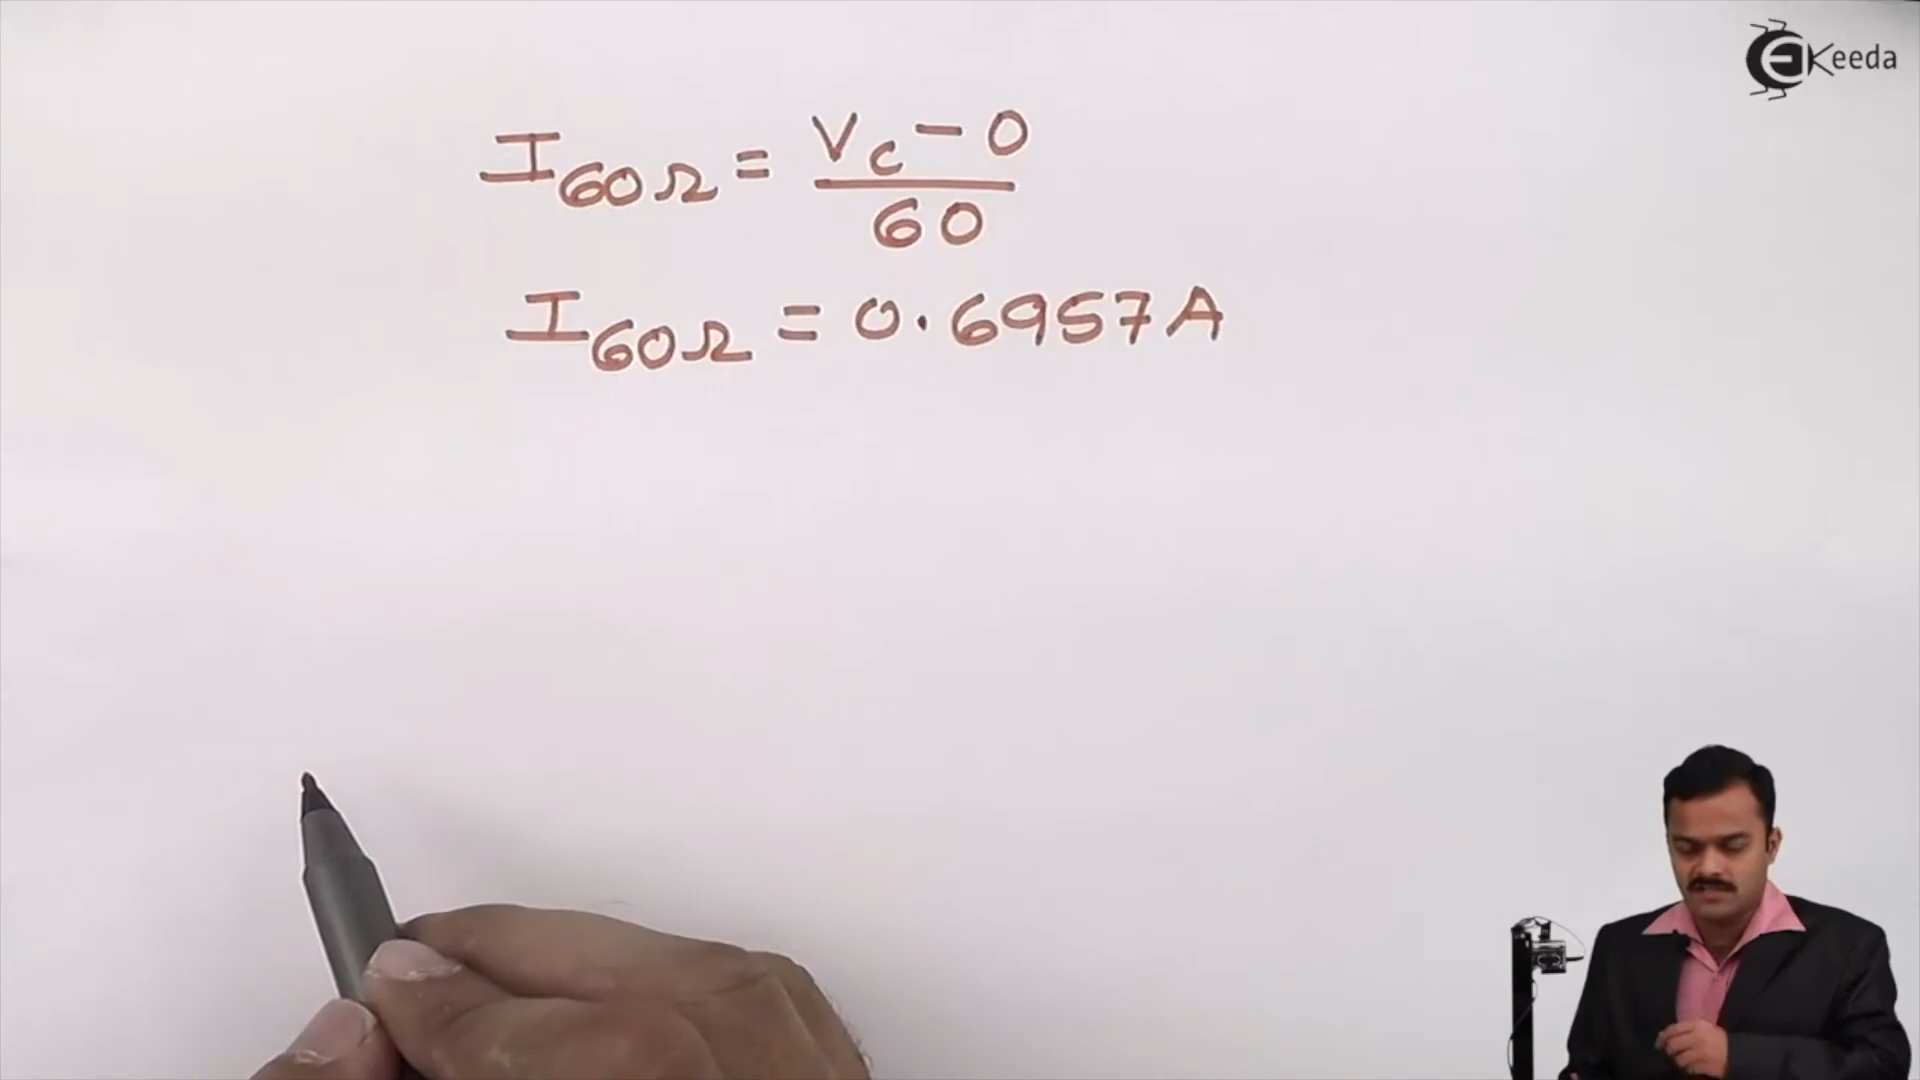 EKeeda
I60Ω = Vc - 0
60
I60Ω = 0.6957A